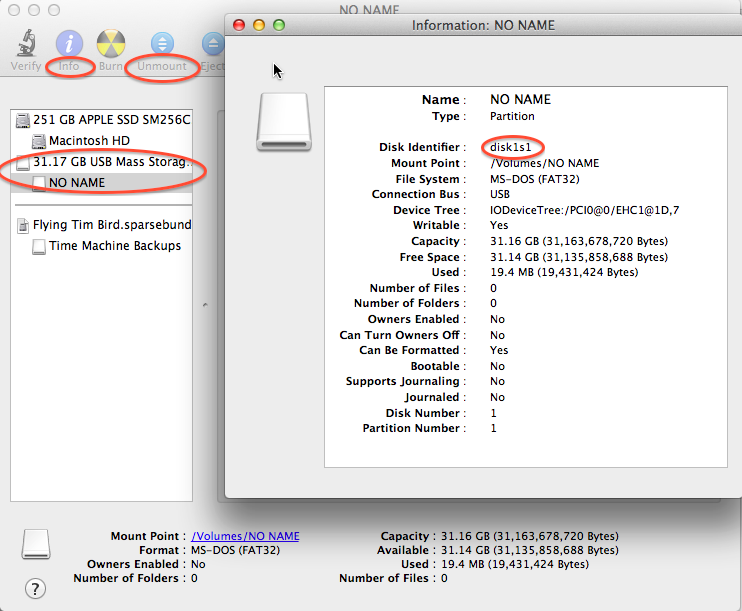 NO NAME
Verify Info Burn Unmount Eject
251 GB APPLE SSD SM256C
Macintosh HD
31.17 GB USB Mass Storag...
NO NAME
Flying Tim Bird.sparsebund
Time Machine Backups
Information: NO NAME
Name : NO NAME
Type : Partition
Disk Identifier : disk1s1
Mount Point : /Volumes/NO NAME
File System : MS-DOS (FAT32)
Connection Bus : USB
Device Tree : IODeviceTree:/PCI0@0/EHC1@1D,7
Writable : Yes
Capacity : 31.16 GB (31,163,678,720 Bytes)
Free Space : 31.14 GB (31,135,858,688 Bytes)
Used : 19.4 MB (19,431,424 Bytes)
Number of Files : 0
Number of Folders : 0
Owners Enabled : No
Can Turn Owners Off : No
Can Be Formatted : Yes
Bootable : No
Supports Journaling : No
Journaled : No
Disk Number : 1
Partition Number : 1
Mount Point : /Volumes/NO NAME
Format : MS-DOS (FAT32)
Owners Enabled : No
Number of Folders : 0
Capacity : 31.16 GB (31,163,678,720 Bytes)
Available : 31.14 GB (31,135,858,688 Bytes)
Used : 19.4 MB (19,431,424 Bytes)
Number of Files : 0
?